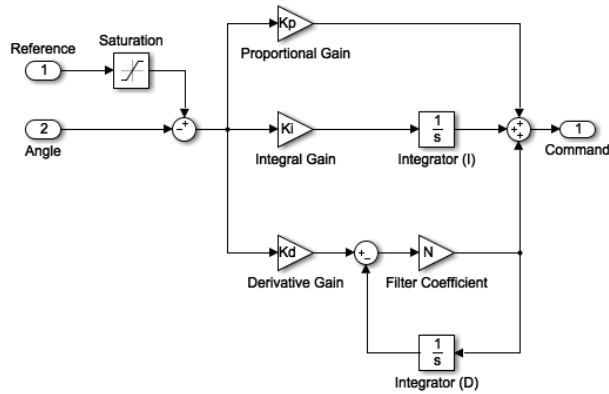 Kp
Proportional Gain
Saturation
Reference
1
2
Angle
− +
Ki
Integral Gain
1
s
Integrator (I)
+
+
+
1
Command
Kd
Derivative Gain
+
−
N
Filter Coefficient
1
s
Integrator (D)